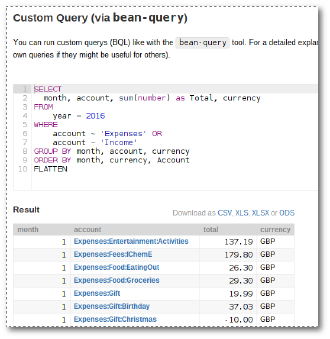 Custom Query (via bean-query)
You can run custom querys (BQL) like with the bean-query tool. For a detailed explan
own queries if they might be useful for others).
1 SELECT
2 month, account, sum(number) as Total, currency
3 FROM
4 year = 2016
5 WHERE
6 account ~ 'Expenses' OR
7 account ~ 'Income'
8 GROUP BY month, account, currency
9 ORDER BY month, currency, Account
10 FLATTEN
Result
Download as CSV, XLS, XLSX or ODS
month account total currency
1 Expenses:Entertainment:Activities 137.19 GBP
1 Expenses:Fees:IChemE 179.80 GBP
1 Expenses:Food:EatingOut 26.30 GBP
1 Expenses:Food:Groceries 29.30 GBP
1 Expenses:Gift 19.99 GBP
1 Expenses:Gift:Birthday 37.03 GBP
1 Expenses:Gift:Christmas -10.00 GBP